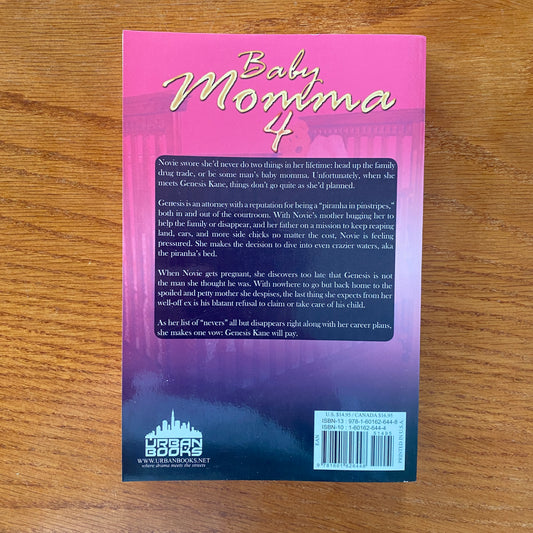 Baby
Momma
4
Novie swore she'd never do two things in her lifetime: head up the family
drug trade, or be some man's baby momma. Unfortunately, when she
meets Genesis Kane, things don't go quite as she'd planned.
Genesis is an attorney with a reputation for being a "piranha in pinstripes,"
both in and out of the courtroom. With Novie's mother bugging her to
help the family or disappear, and her father on a mission to keep reaping
land, cars, and more side chicks no matter the cost, Novie is feeling
pressured. She makes the decision to dive into even crazier waters, aka
the piranha's bed.
When Novie gets pregnant, she discovers too late that Genesis is not
the man she thought he was. With nowhere to go but back home to the
spoiled and petty mother she despises, the last thing she expects from her
well-off ex is his blatant refusal to claim or take care of his child.
As her list of "nevers" all but disappears right along with her career plans,
she makes one vow: Genesis Kane will pay.
URBAN
BOOKS
WWW.URBANBOOKS.NET
where drama meets the streets
U.S. $14.95 / CANADA $14.95
ISBN-13 : 978-1-60162-644-8
ISBN-10 : 1-60162-644-4
51495
EAN
9 781601 626448
PRINTED IN U.S.A.